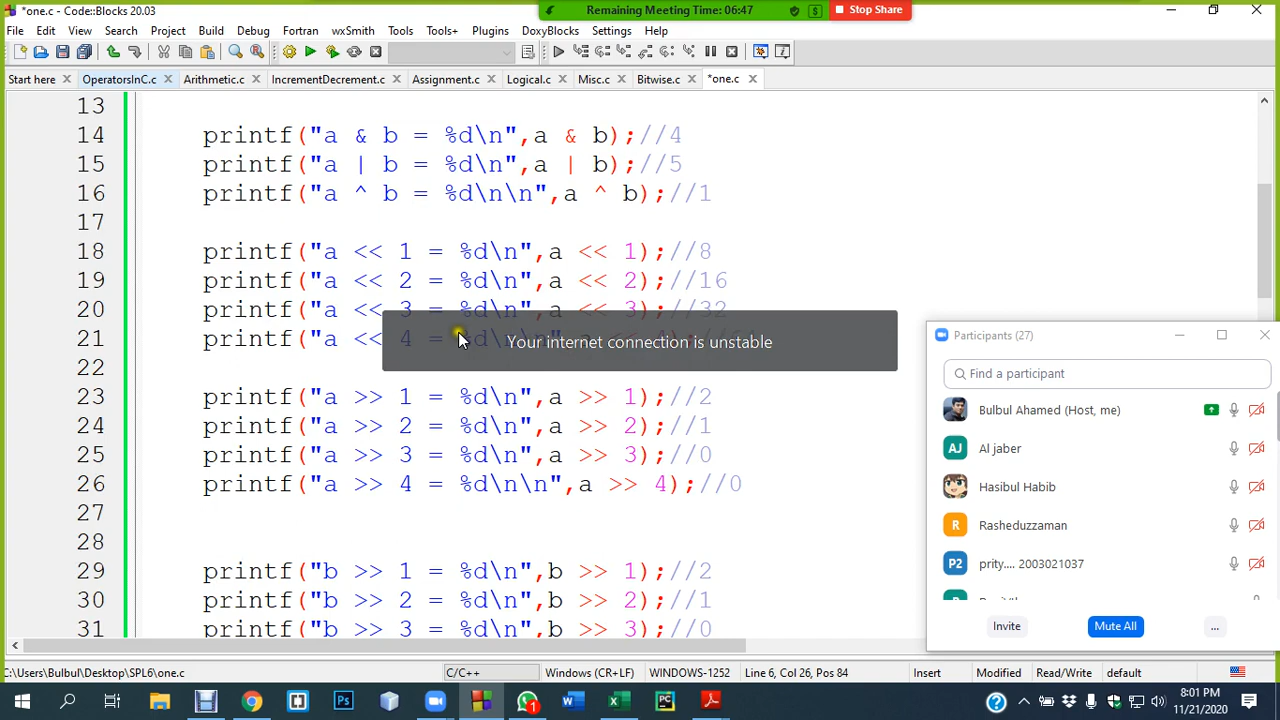 *one.c - Code::Blocks 20.03
Remaining Meeting Time: 06:47
Stop Share
File Edit View Search Project Build Debug Fortran wxSmith Tools Tools+ Plugins DoxyBlocks Settings Help
Start here OperatorsInC.c Arithmetic.c IncrementDecrement.c Assignment.c Logical.c Misc.c Bitwise.c *one.c
13
14 printf("a & b = %d\n",a & b);//4
15 printf("a | b = %d\n",a | b);//5
16 printf("a ^ b = %d\n\n",a ^ b);//1
17
18 printf("a << 1 = %d\n",a << 1);//8
19 printf("a << 2 = %d\n",a << 2);//16
20 printf("a << 3 = %d\n",a << 3);//32
21 printf("a << 4 = %d\n\n",a << 4);//64
Your internet connection is unstable
22
23 printf("a >> 1 = %d\n",a >> 1);//2
24 printf("a >> 2 = %d\n",a >> 2);//1
25 printf("a >> 3 = %d\n",a >> 3);//0
26 printf("a >> 4 = %d\n\n",a >> 4);//0
27
28
29 printf("b >> 1 = %d\n",b >> 1);//2
30 printf("b >> 2 = %d\n",b >> 2);//1
31 printf("b >> 3 = %d\n",b >> 3);//0
Participants (27)
Find a participant
Bulbul Ahamed (Host, me)
AJ Al jaber
Hasibul Habib
R Rasheduzzaman
P2 prity.... 2003021037
Invite Mute All ...
C:\Users\Bulbul\Desktop\SPL6\one.c C/C++ Windows (CR+LF) WINDOWS-1252 Line 6, Col 26, Pos 84 Insert Modified Read/Write default
8:01 PM
11/21/2020